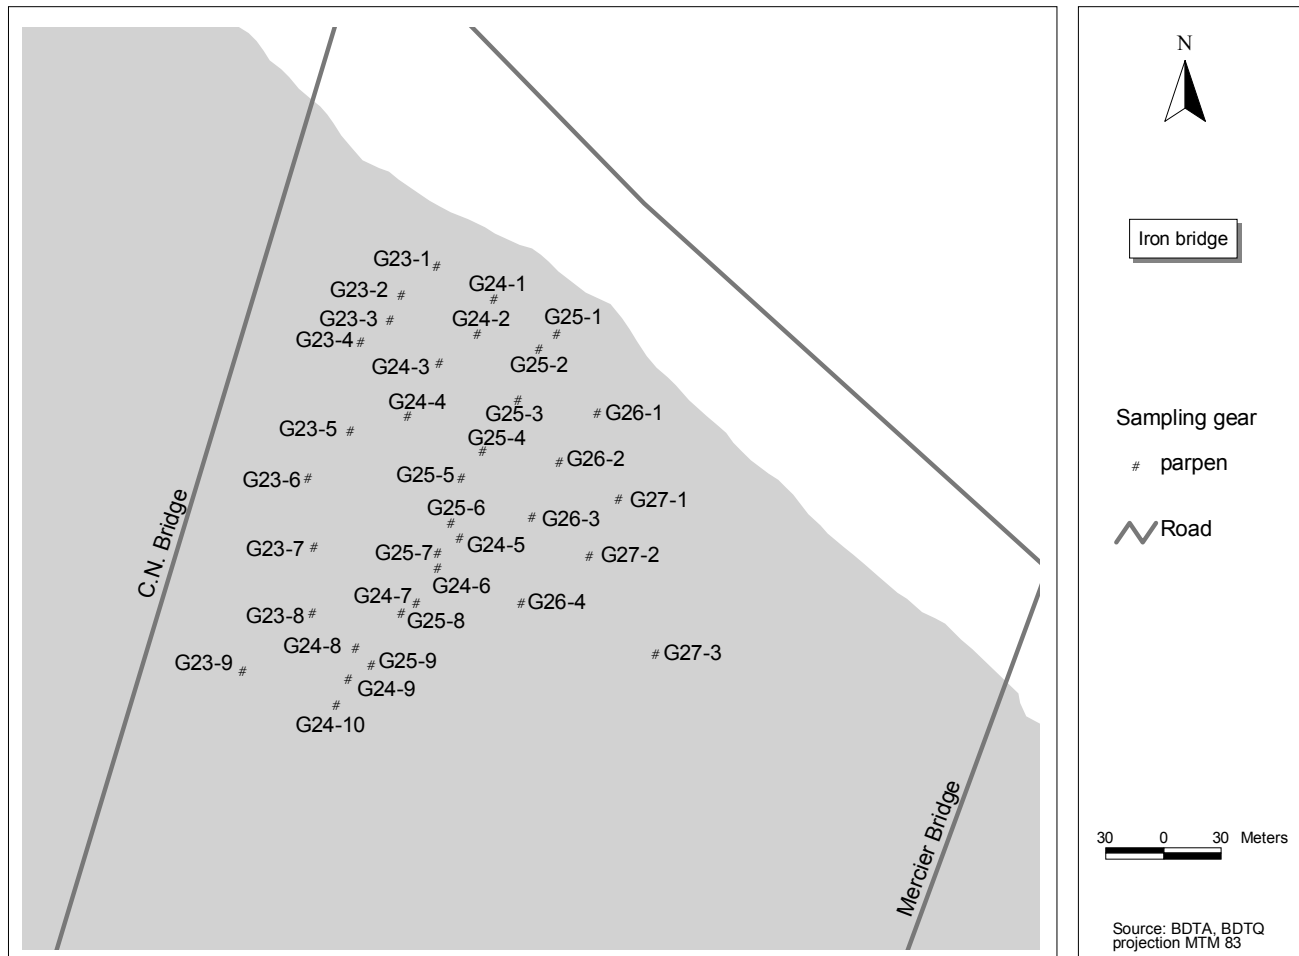 G23-1 #
G23-2 #
G24-1
#
G23-3 #
G24-2
#
G25-1
#
G23-4 #
#
G25-2
G24-3 #
G24-4
#
#
G25-3
# G26-1
G23-5 #
G25-4
#
# G26-2
G23-6 #
G25-5 #
# G27-1
G25-6
#
# G26-3
# G24-5
G23-7 #
G25-7 #
# G27-2
#
G24-6
G24-7 #
#
G25-8
# G26-4
G23-8 #
G24-8 #
# G25-9
G23-9 #
# G24-9
#
G24-10
# G27-3
C.N. Bridge
Mercier Bridge
N
Iron bridge
Sampling gear
# parpen
Road
30 0 30 Meters
Source: BDTA, BDTQ
projection MTM 83